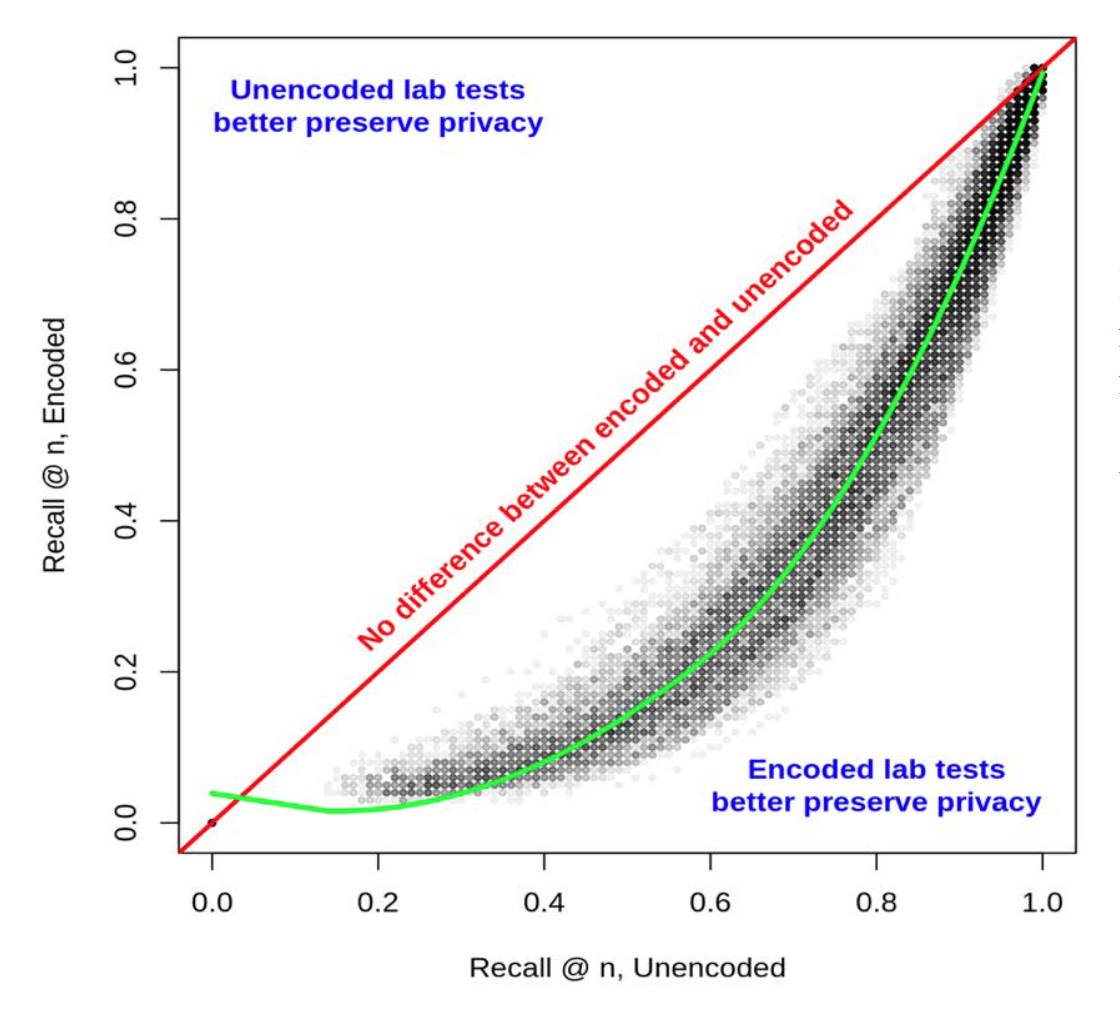 Unencoded lab tests
better preserve privacy
No difference between encoded and unencoded
Encoded lab tests
better preserve privacy
Recall @ n, Encoded
1.0
0.8
0.6
0.4
0.2
0.0
0.0 0.2 0.4 0.6 0.8 1.0
Recall @ n, Unencoded